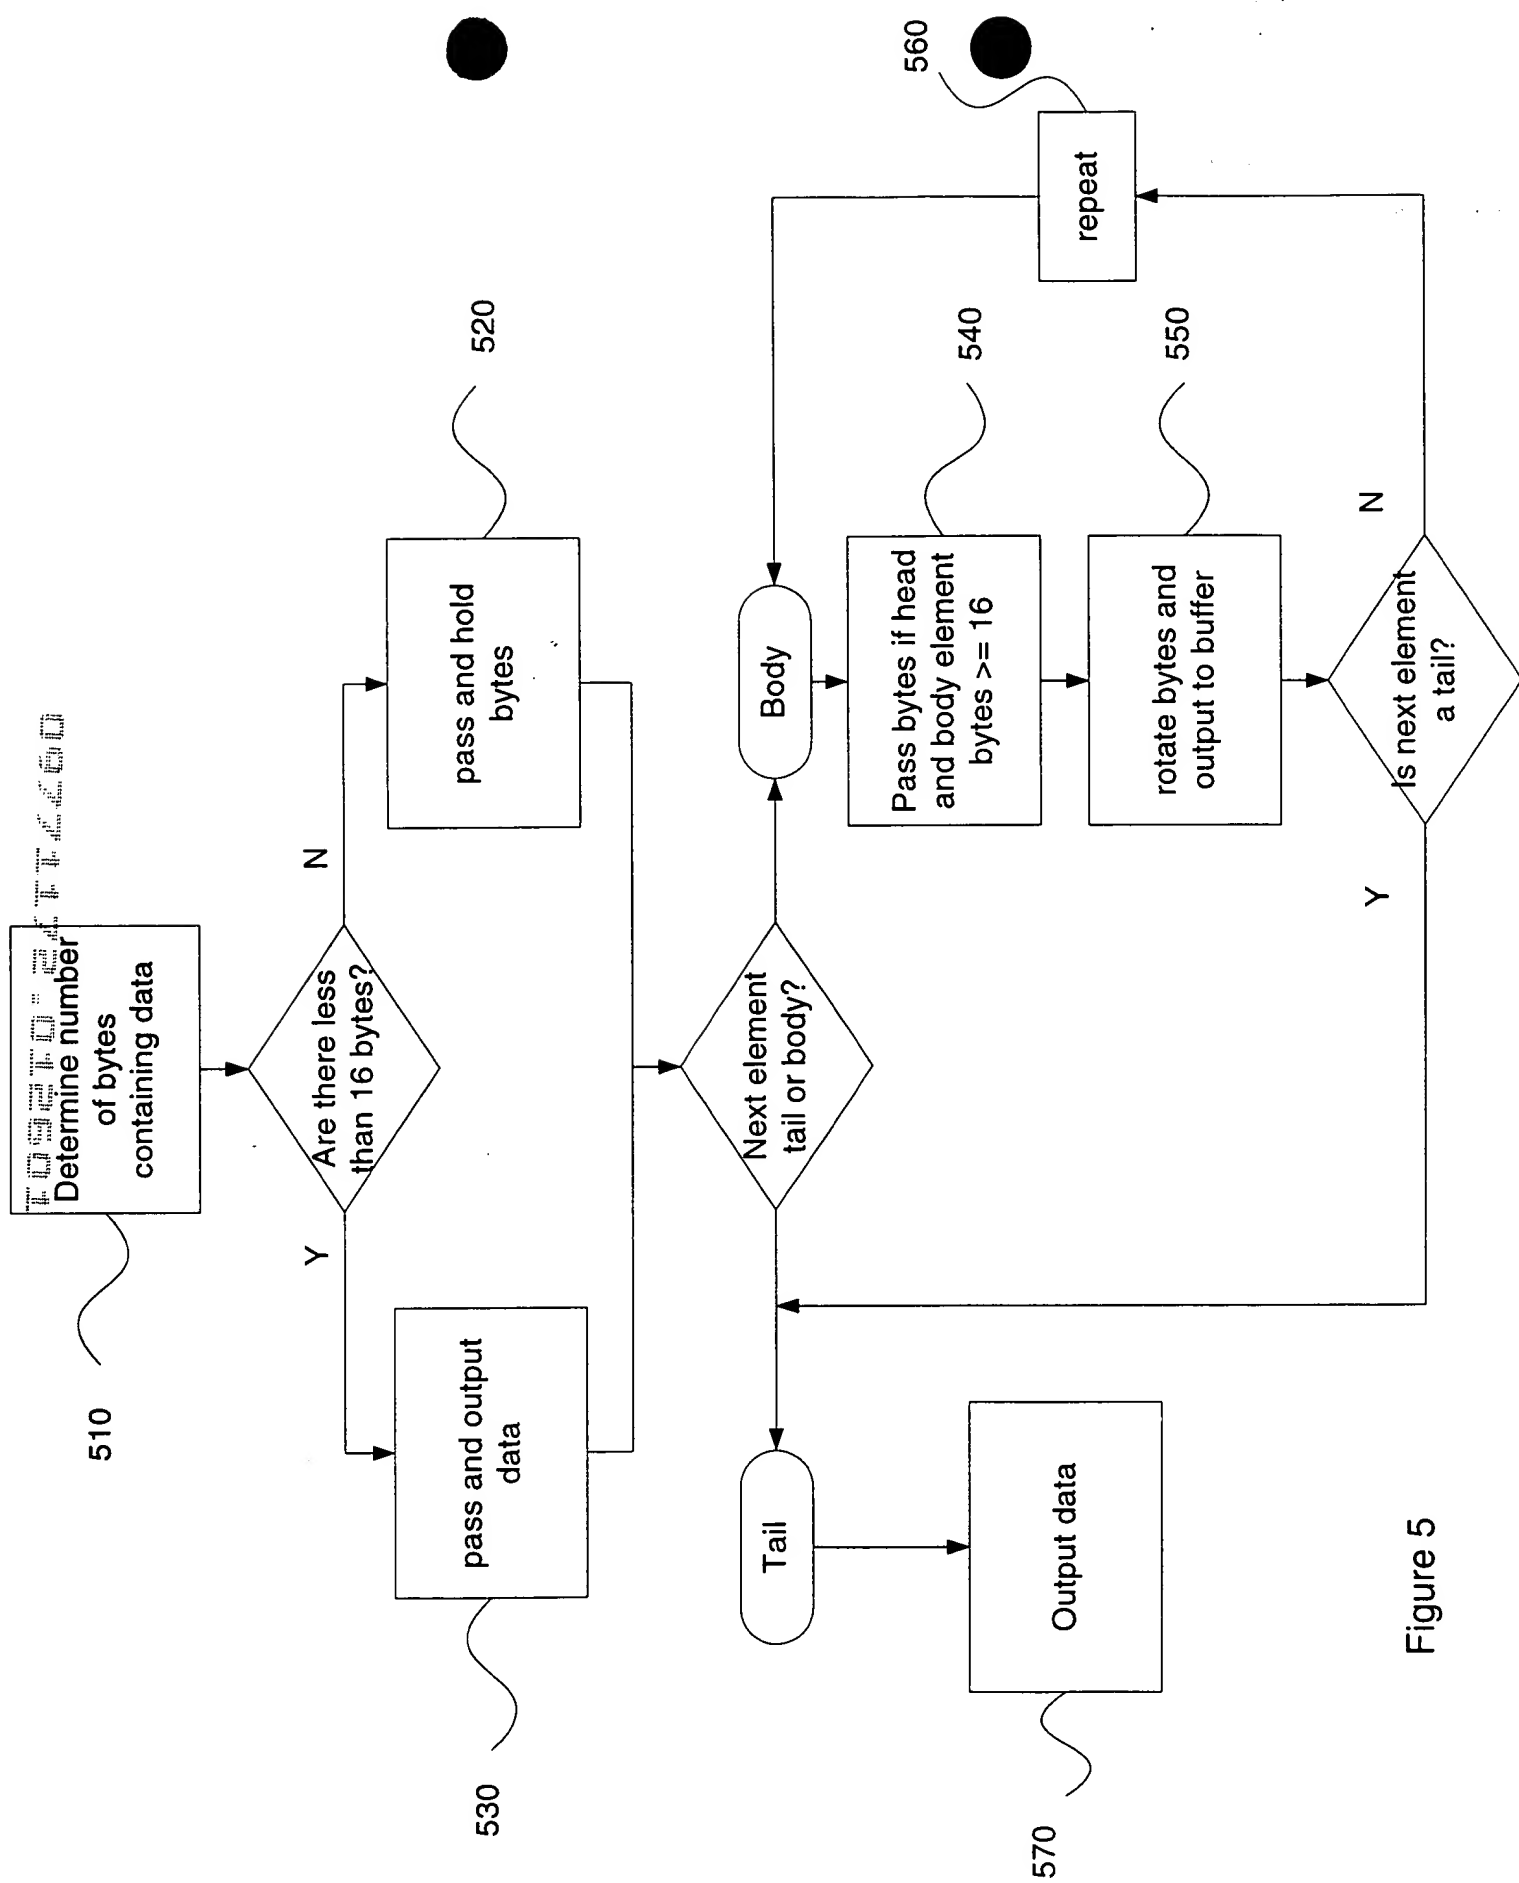 510
Determine number
of bytes
containing data
Are there less
than 16 bytes?
Y
N
530
pass and output
data
520
pass and hold
bytes
Next element
tail or body?
Tail
Body
570
Output data
540
Pass bytes if head
and body element
bytes >= 16
550
rotate bytes and
output to buffer
Is next element
a tail?
Y
N
560
repeat
Figure 5